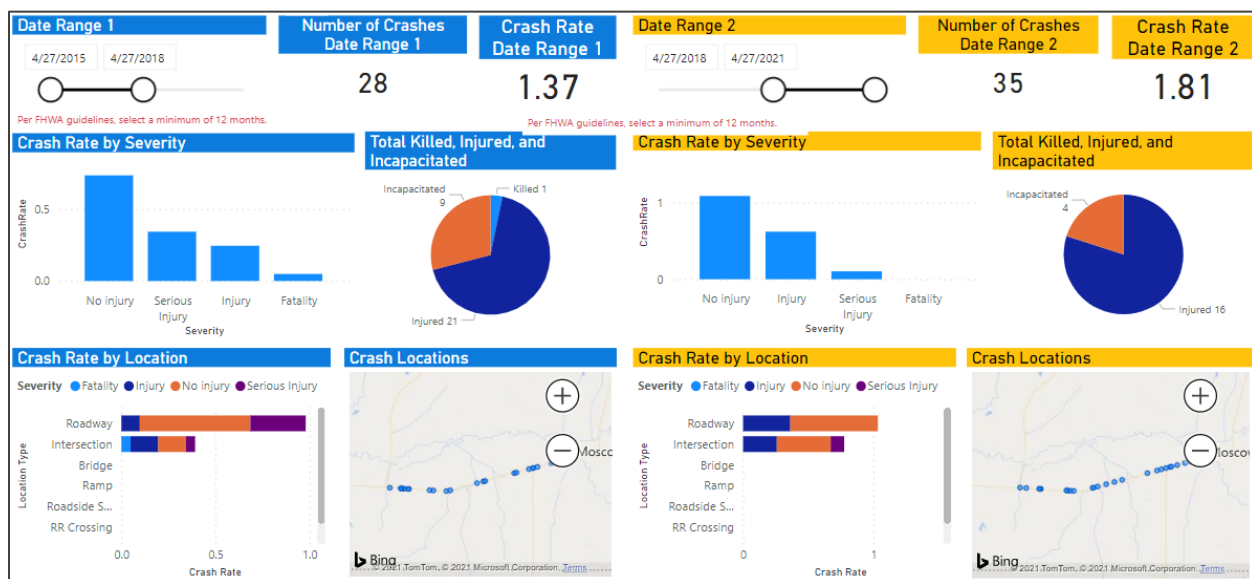 Date Range 1
4/27/2015
4/27/2018
Number of Crashes
Date Range 1
28
Crash Rate
Date Range 1
1.37
Per FHWA guidelines, select a minimum of 12 months.
Date Range 2
4/27/2018
4/27/2021
Number of Crashes
Date Range 2
35
Crash Rate
Date Range 2
1.81
Per FHWA guidelines, select a minimum of 12 months.
Crash Rate by Severity
CrashRate
0.5
0.0
No injury
Serious
Injury
Injury
Fatality
Severity
Total Killed, Injured, and
Incapacitated
Incapacitated
9
Killed 1
Injured 21
Crash Rate by Severity
CrashRate
1
0
No injury
Injury
Serious
Injury
Fatality
Severity
Total Killed, Injured, and
Incapacitated
Incapacitated
4
Injured 16
Crash Rate by Location
Severity Fatality Injury No injury Serious Injury
Location Type
Roadway
Intersection
Bridge
Ramp
Roadside S...
RR Crossing
0.0 0.5 1.0
Crash Rate
Crash Locations
Mosco
Bing
© 2021 TomTom, © 2021 Microsoft Corporation, Terms
Crash Rate by Location
Severity Fatality Injury No injury Serious Injury
Location Type
Roadway
Intersection
Bridge
Ramp
Roadside S...
RR Crossing
0 1
Crash Rate
Crash Locations
Moscow
Bing
© 2021 TomTom, © 2021 Microsoft Corporation, Terms